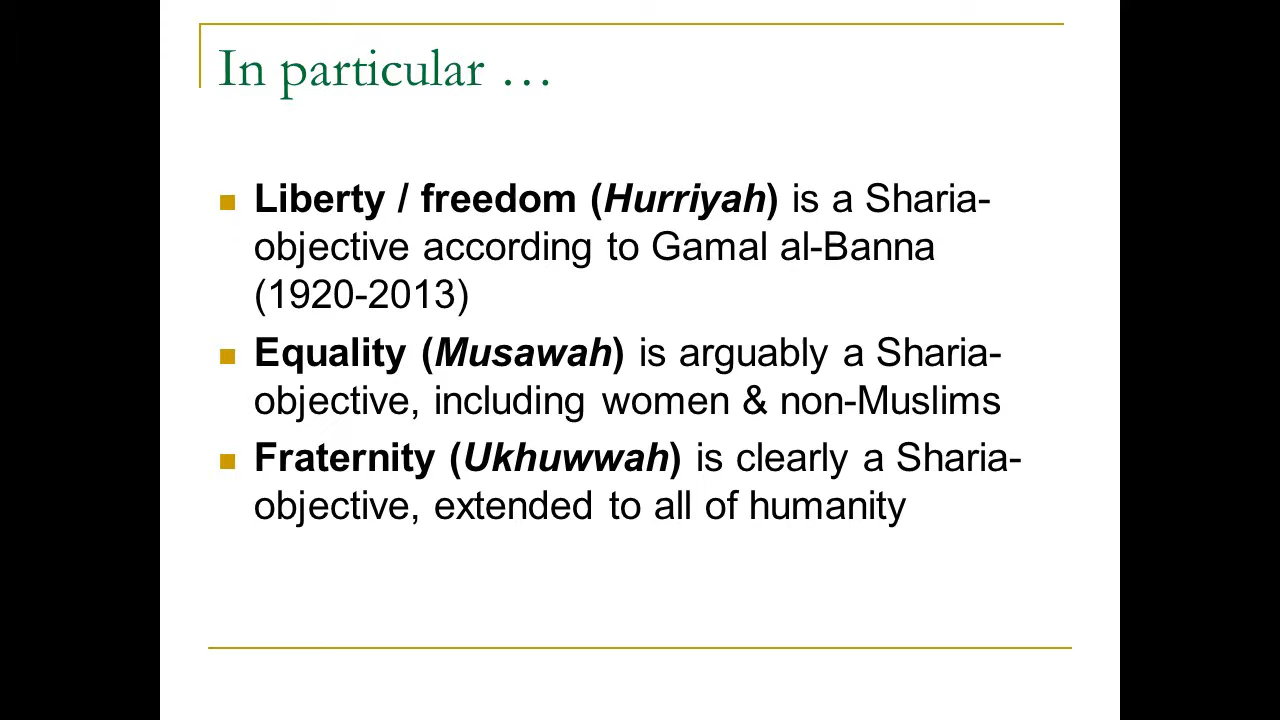 In particular …
Liberty / freedom (Hurriyah) is a Sharia-
objective according to Gamal al-Banna
(1920-2013)
Equality (Musawah) is arguably a Sharia-
objective, including women & non-Muslims
Fraternity (Ukhuwwah) is clearly a Sharia-
objective, extended to all of humanity